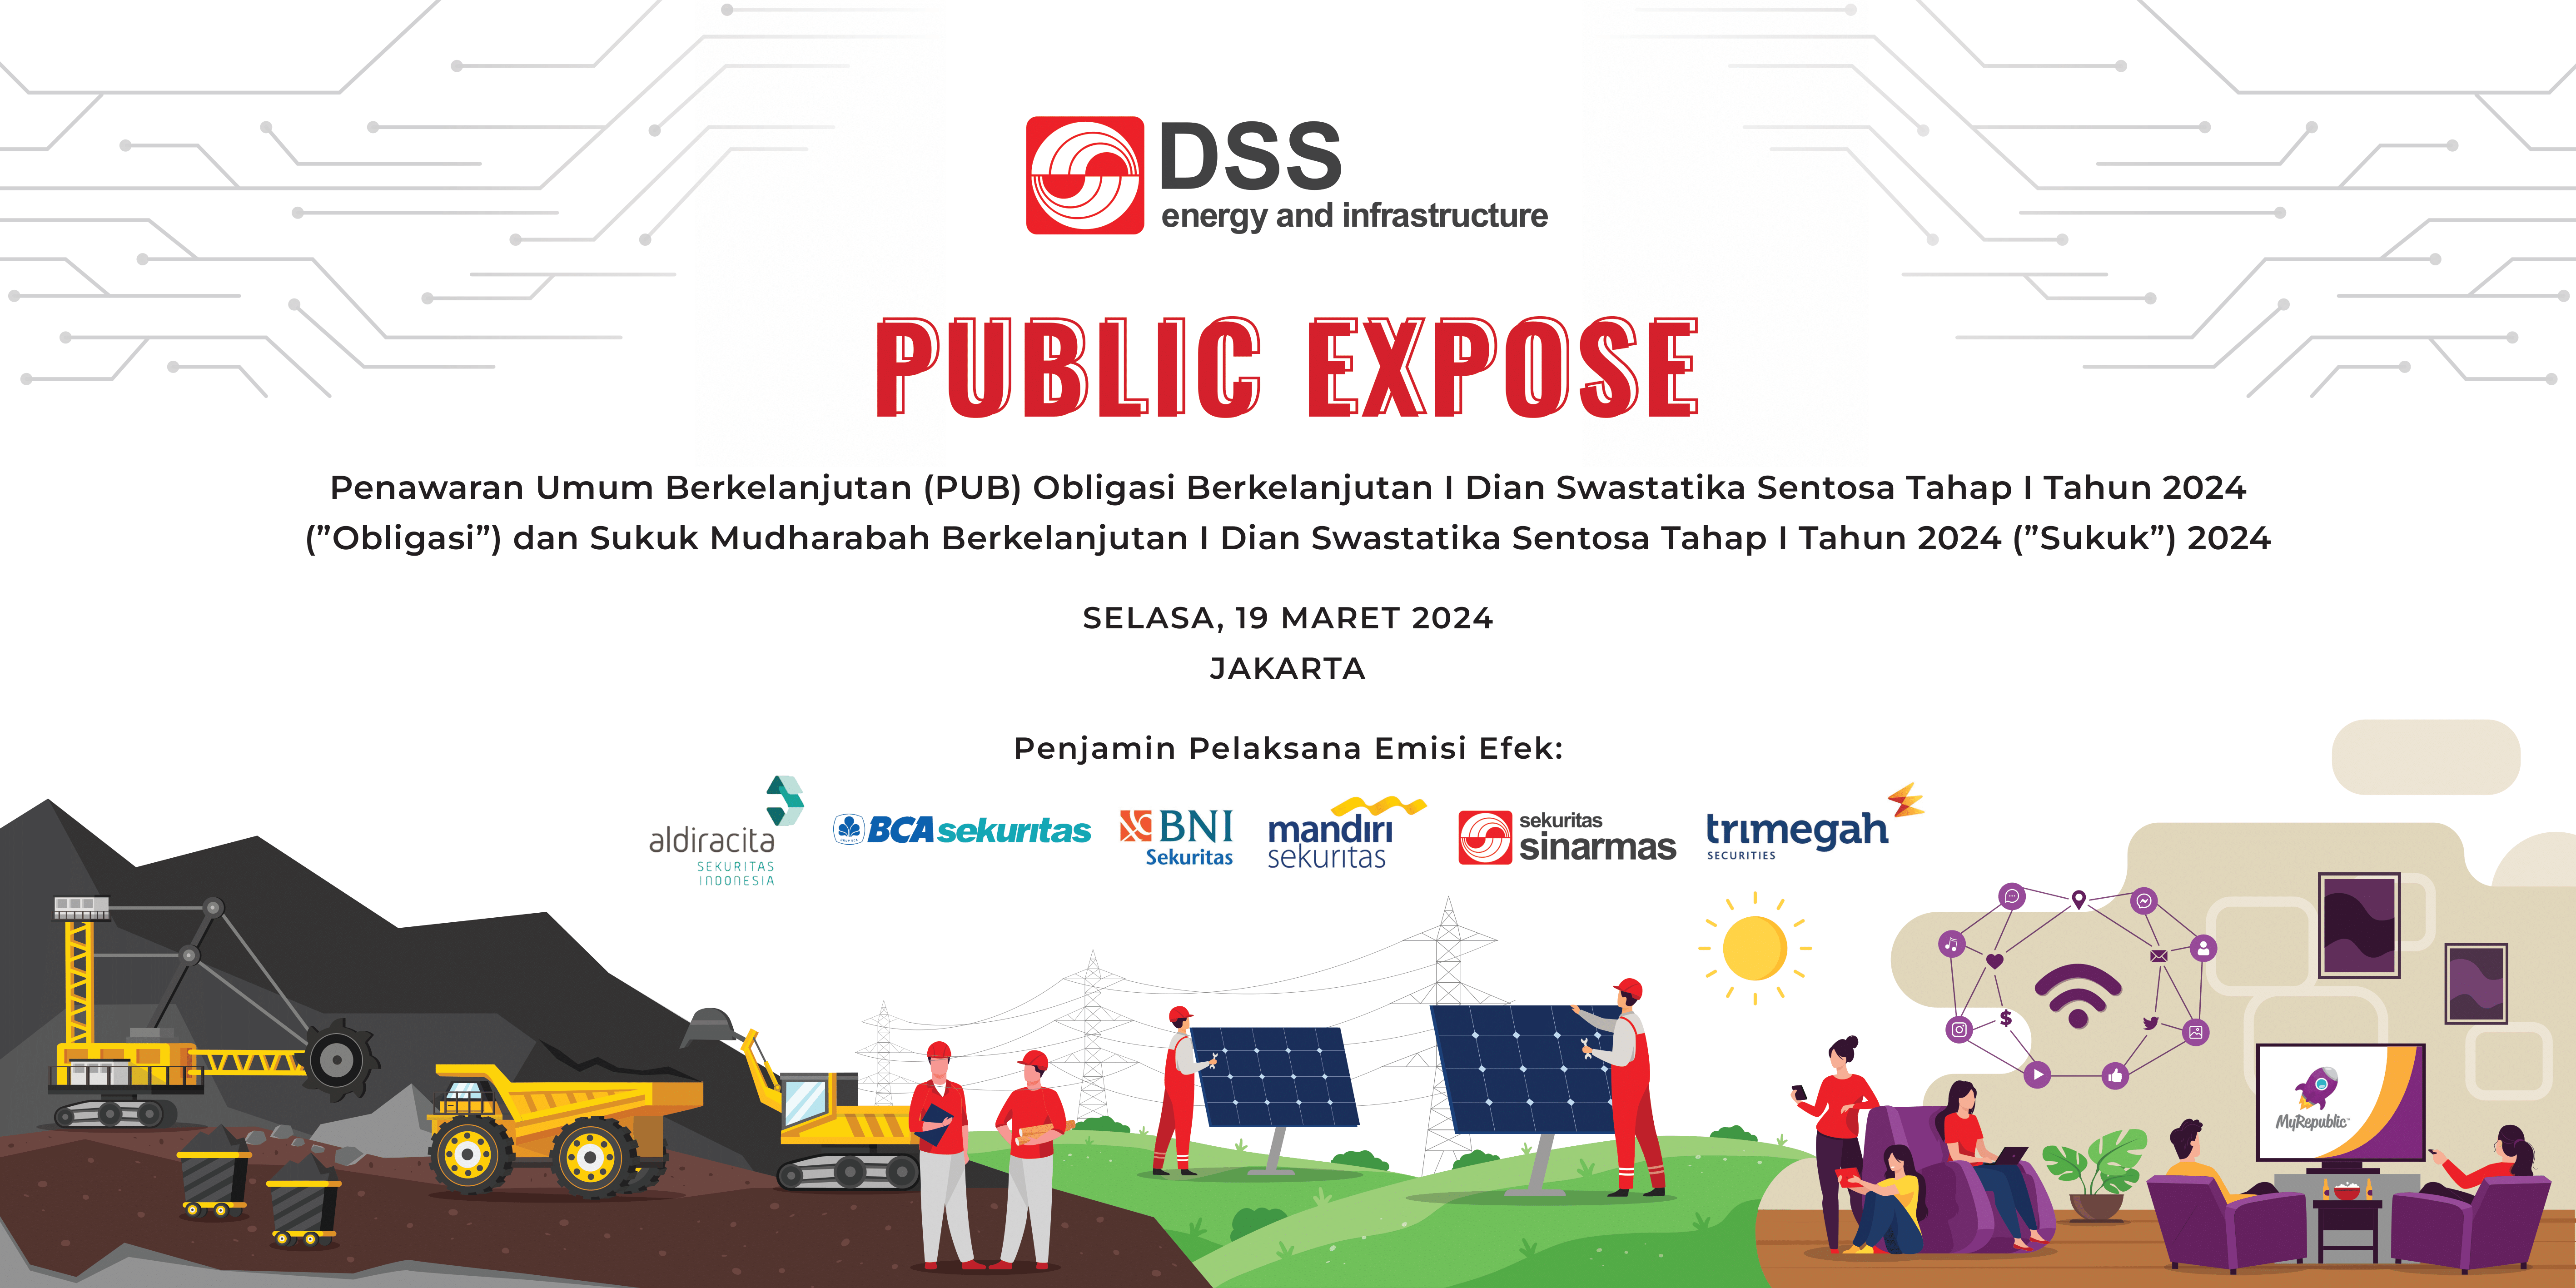 DSS
energy and infrastructure
PUBLIC EXPOSE
Penawaran Umum Berkelanjutan (PUB) Obligasi Berkelanjutan I Dian Swastatika Sentosa Tahap I Tahun 2024
(”Obligasi”) dan Sukuk Mudharabah Berkelanjutan I Dian Swastatika Sentosa Tahap I Tahun 2024 (”Sukuk”) 2024
SELASA, 19 MARET 2024
JAKARTA
Penjamin Pelaksana Emisi Efek:
aldiracita
SEKURITAS
INDONESIA
BCA sekuritas
BNI
Sekuritas
mandiri
sekuritas
sekuritas
sinarmas
trimegah
SECURITIES
$
MyRepublic